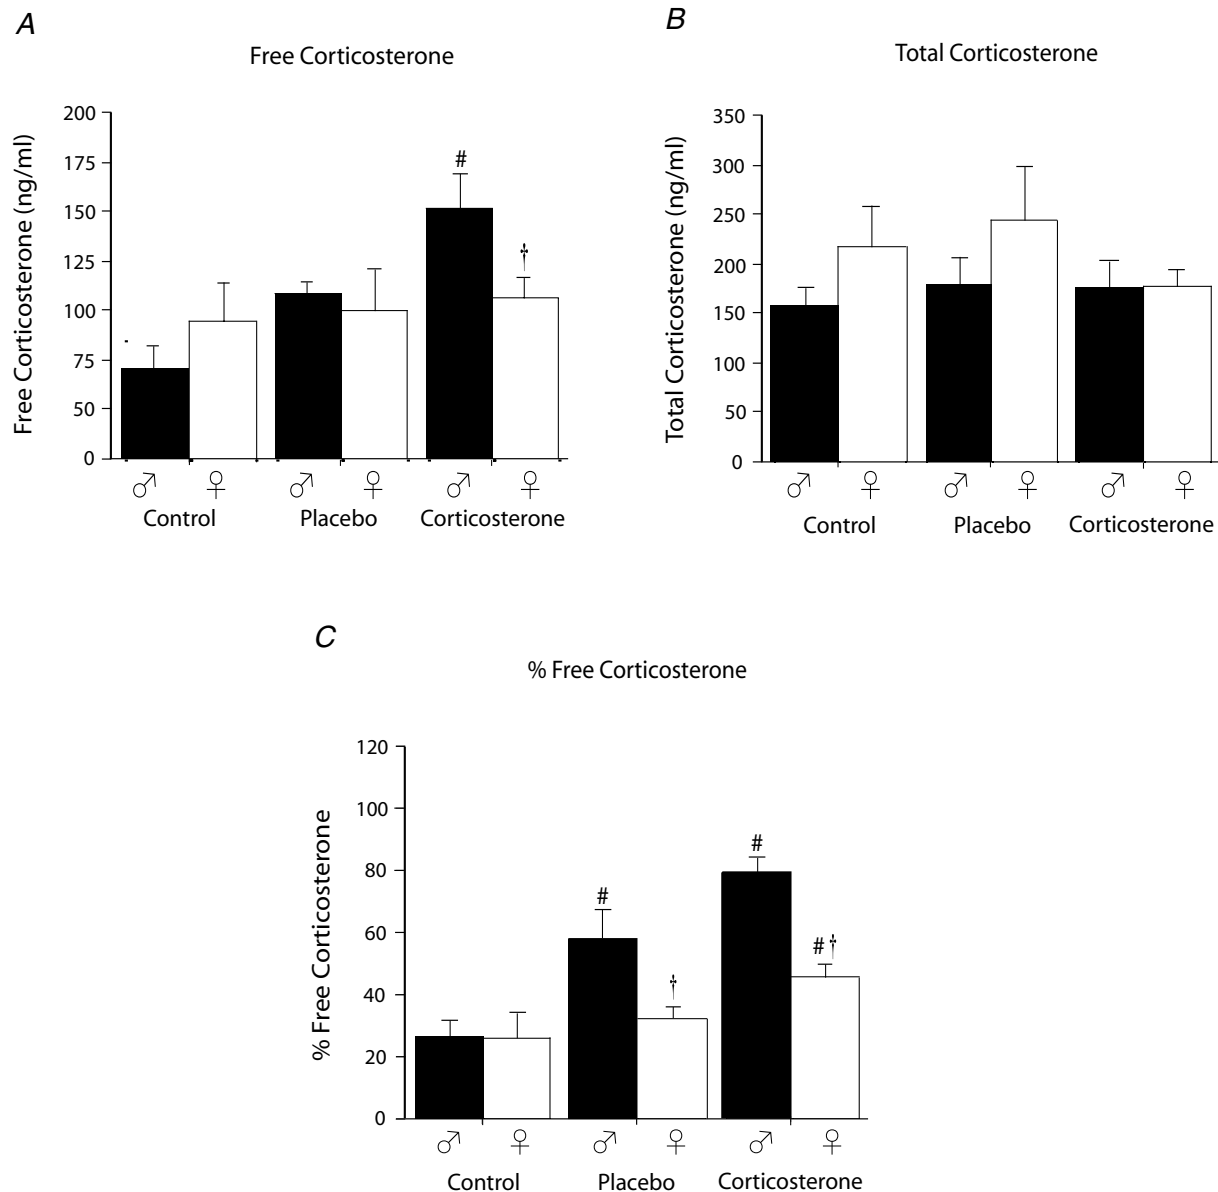 A
Free Corticosterone
Free Corticosterone (ng/ml)
200
175
150
125
100
75
50
25
0
#
†
♂ ♀ ♂ ♀ ♂ ♀
Control Placebo Corticosterone
B
Total Corticosterone
Total Corticosterone (ng/ml)
350
300
250
200
150
100
50
0
♂ ♀ ♂ ♀ ♂ ♀
Control Placebo Corticosterone
C
% Free Corticosterone
% Free Corticosterone
120
100
80
60
40
20
0
#
†
#
# †
♂ ♀ ♂ ♀ ♂ ♀
Control Placebo Corticosterone